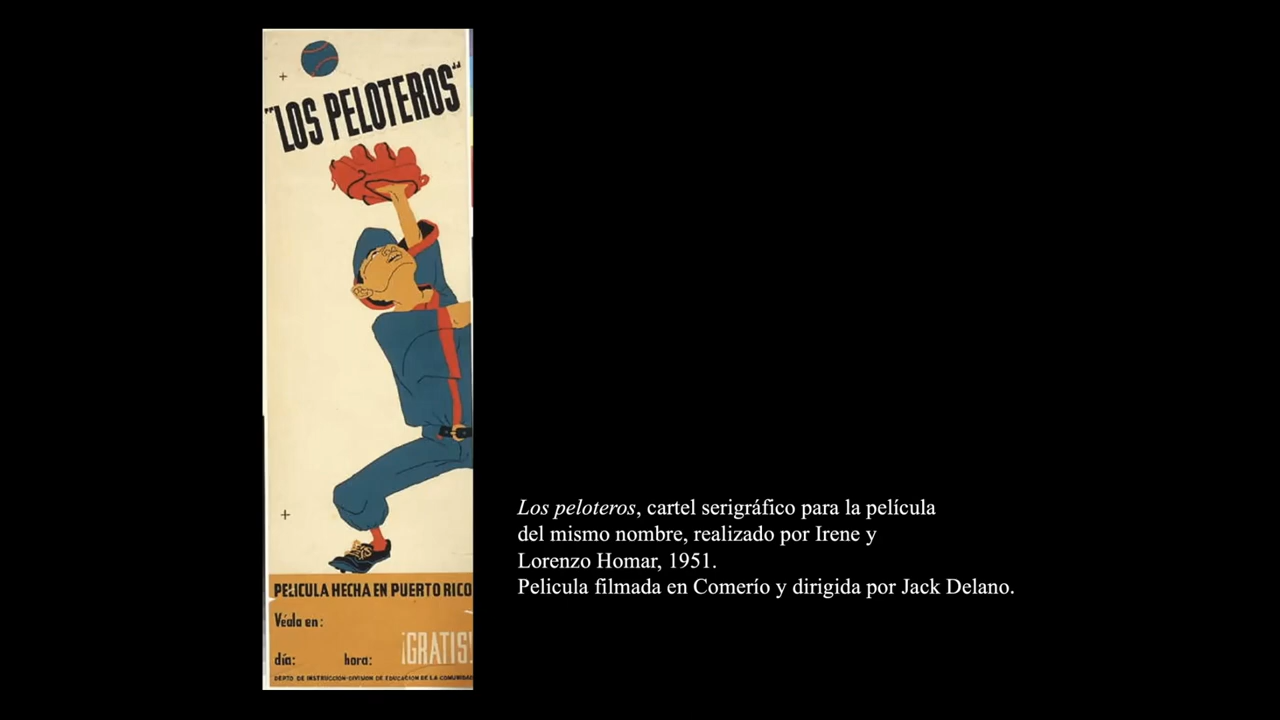 "LOS PELOTEROS"
PELICULA HECHA EN PUERTO RICO
Véala en:
día: hora: ¡GRATIS!
DEPTO DE INSTRUCCION-DIVISION DE EDUCACION DE LA COMUNIDAD
Los peloteros, cartel serigráfico para la película
del mismo nombre, realizado por Irene y
Lorenzo Homar, 1951.
Pelicula filmada en Comerío y dirigida por Jack Delano.